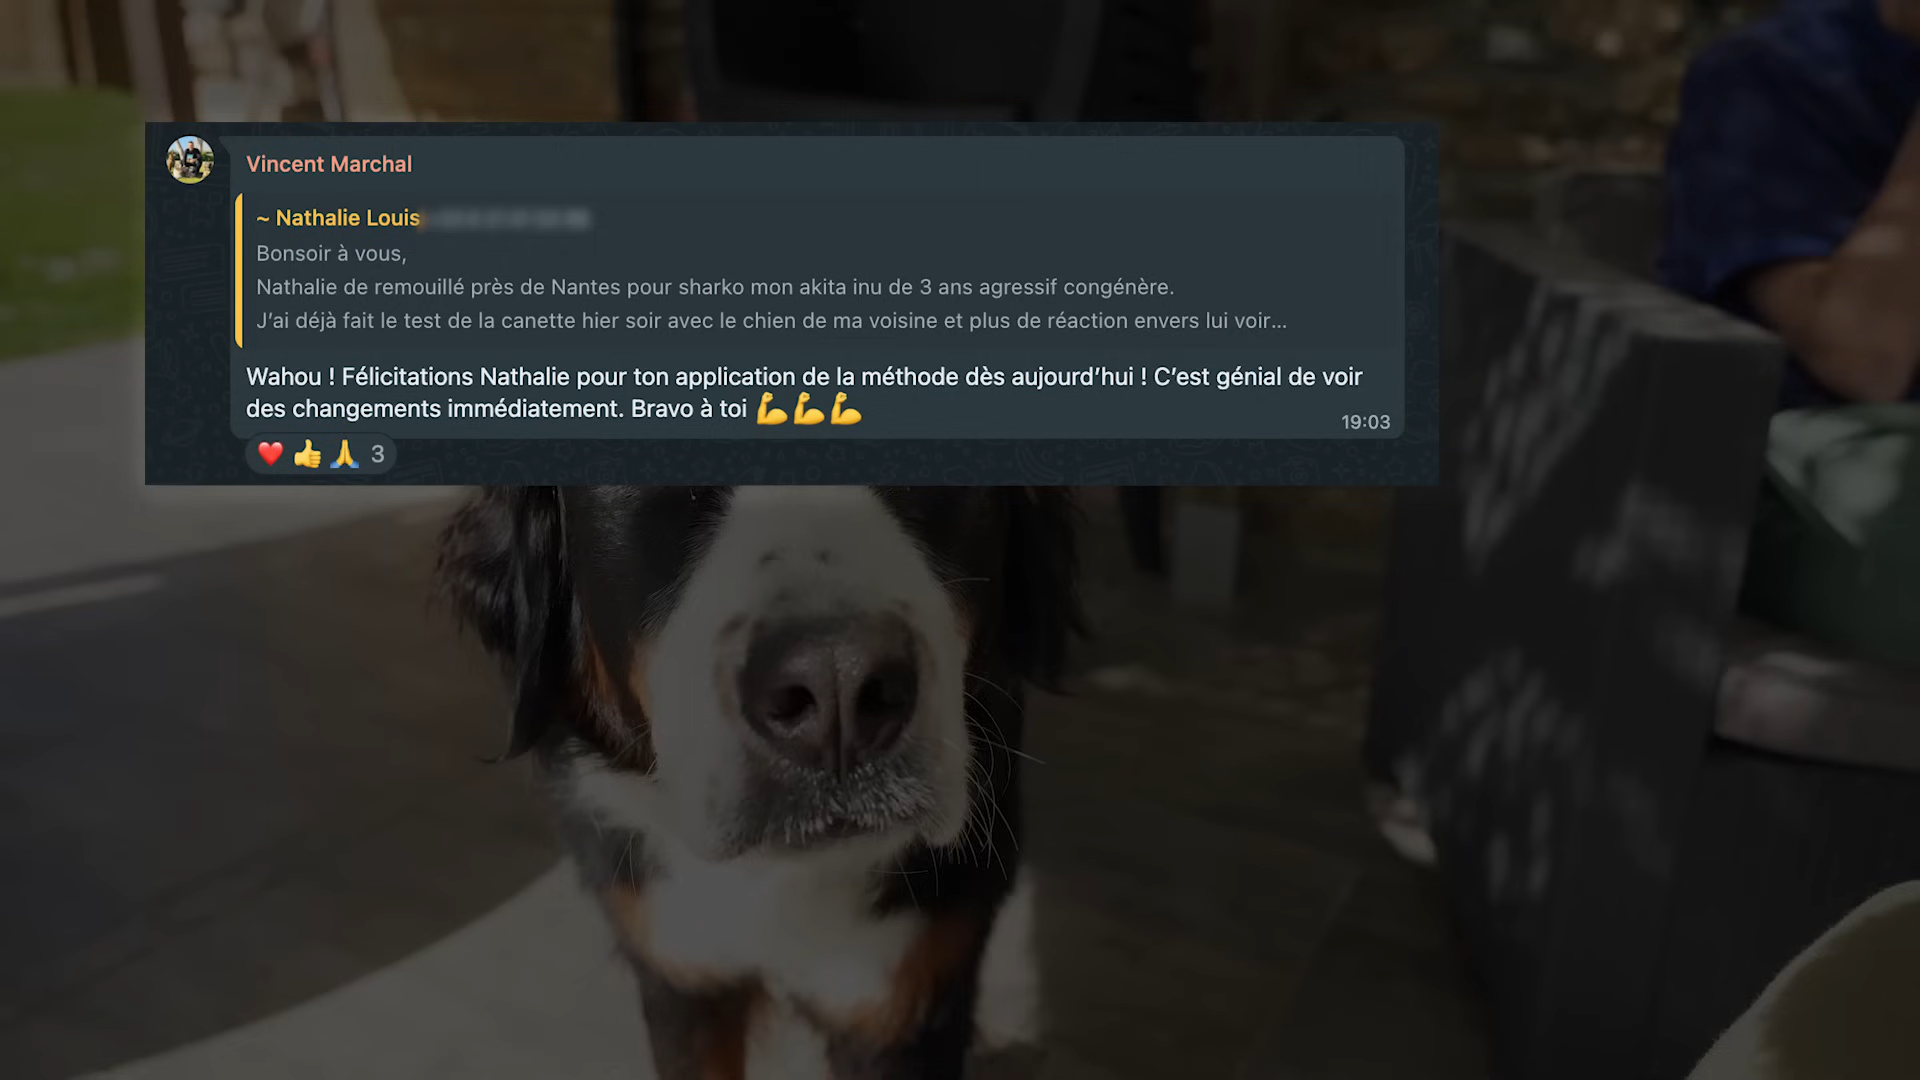 Vincent Marchal
~ Nathalie Louis
Bonsoir à vous,
Nathalie de remouillé près de Nantes pour sharko mon akita inu de 3 ans agressif congénère.
J'ai déjà fait le test de la canette hier soir avec le chien de ma voisine et plus de réaction envers lui voir...
Wahou ! Félicitations Nathalie pour ton application de la méthode dès aujourd'hui ! C'est génial de voir
des changements immédiatement. Bravo à toi 💪💪💪
19:03
❤️👍🙏 3